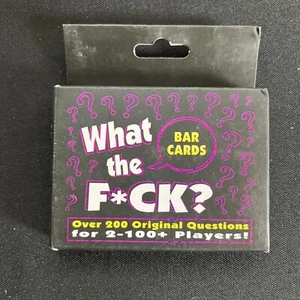 What
the
F*CK?
BAR
CARDS
Over 200 Original Questions
for 2-100+ Players!